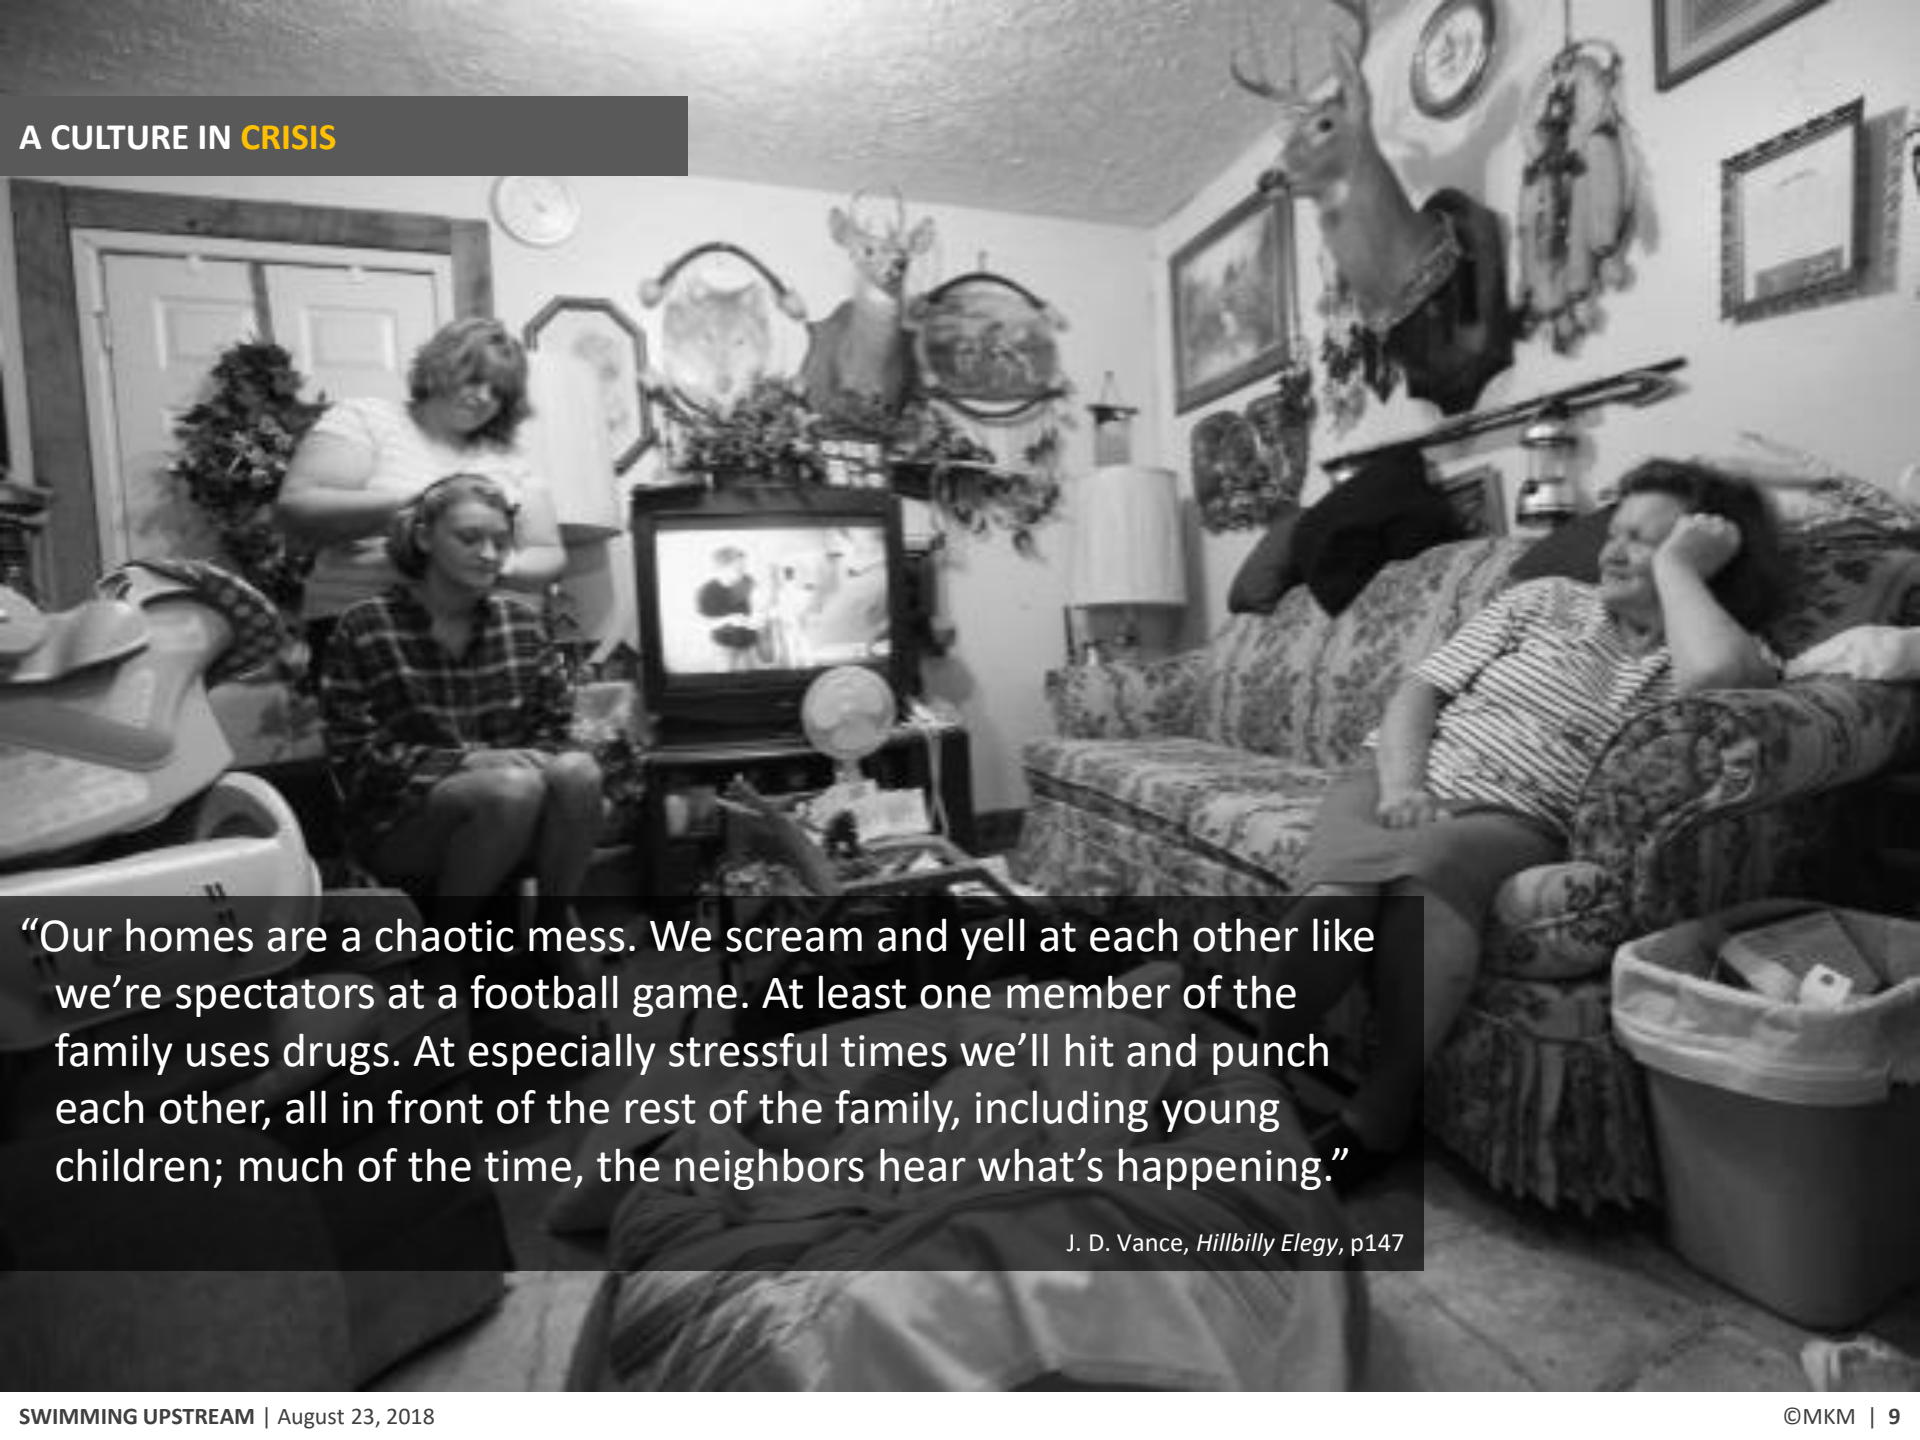 A CULTURE IN CRISIS
“Our homes are a chaotic mess. We scream and yell at each other like
we’re spectators at a football game. At least one member of the
family uses drugs. At especially stressful times we’ll hit and punch
each other, all in front of the rest of the family, including young
children; much of the time, the neighbors hear what’s happening.”
J. D. Vance, Hillbilly Elegy, p147
SWIMMING UPSTREAM | August 23, 2018
©MKM | 9